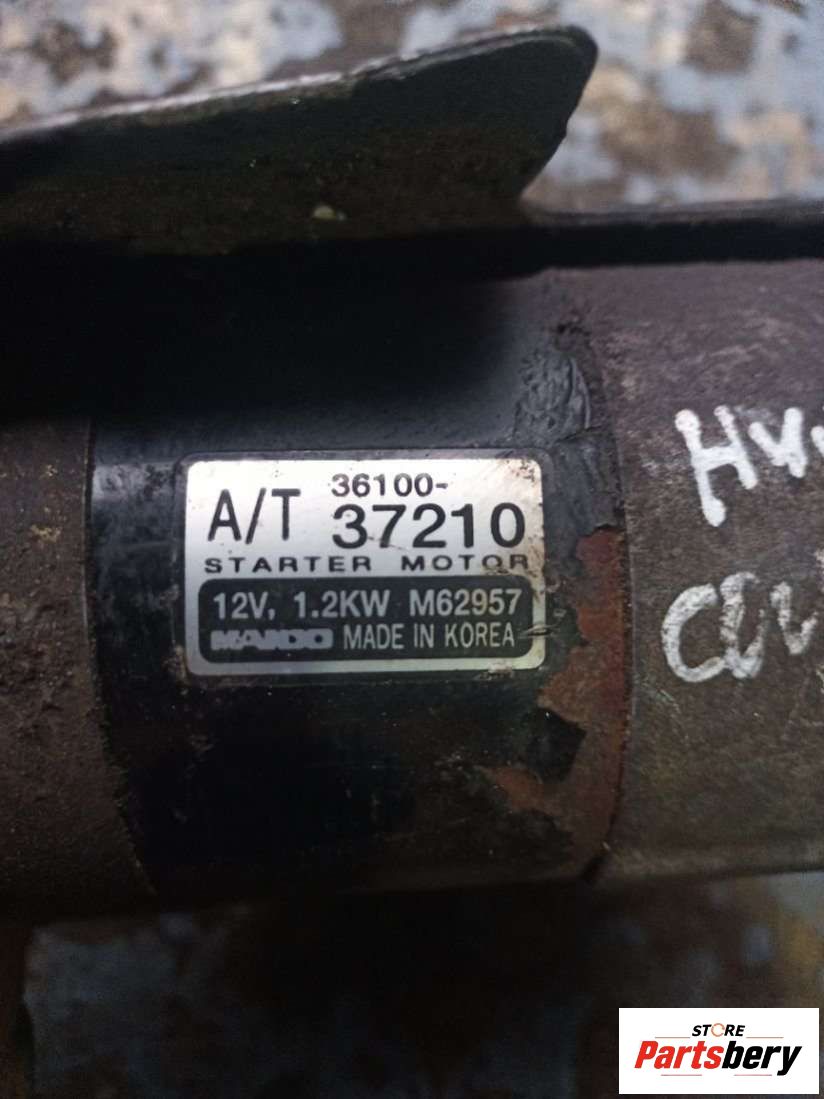 A/T 36100-
37210
STARTER MOTOR
12V, 1.2KW M62957
MANDO MADE IN KOREA
STORE
Partsbery